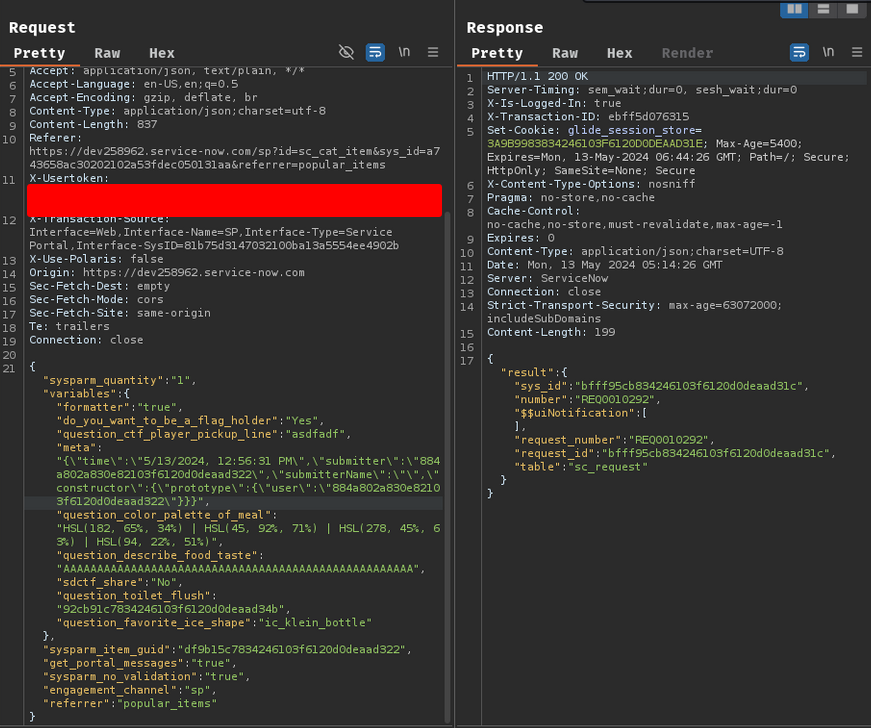 Request
Pretty Raw Hex
\n
5 Accept: application/json, text/plain, */*
6 Accept-Language: en-US,en;q=0.5
7 Accept-Encoding: gzip, deflate, br
8 Content-Type: application/json;charset=utf-8
9 Content-Length: 837
10 Referer:
https://dev258962.service-now.com/sp?id=sc_cat_item&sys_id=a7
43658ac30202102a53fdec050131aa&referrer=popular_items
11 X-Usertoken:
12 X-Transaction-Source:
Interface=Web,Interface-Name=SP,Interface-Type=Service
Portal,Interface-SysID=81b75d3147032100ba13a5554ee4902b
13 X-Use-Polaris: false
14 Origin: https://dev258962.service-now.com
15 Sec-Fetch-Dest: empty
16 Sec-Fetch-Mode: cors
17 Sec-Fetch-Site: same-origin
18 Te: trailers
19 Connection: close
20
21 {
"sysparm_quantity":"1",
"variables":{
"formatter":"true",
"do_you_want_to_be_a_flag_holder":"Yes",
"question_ctf_player_pickup_line":"asdfadf",
"meta":
"{\"time\":\"5/13/2024, 12:56:31 PM\",\"submitter\":\"884
a802a830e82103f6120d0deaad322\",\"submitterName\":\"\",\"
constructor\":{\"prototype\":{\"user\":\"884a802a830e8210
3f6120d0deaad322\"}}}",
"question_color_palette_of_meal":
"HSL(182, 65%, 34%) | HSL(45, 92%, 71%) | HSL(278, 45%, 6
3%) | HSL(94, 22%, 51%)",
"question_describe_food_taste":
"AAAAAAAAAAAAAAAAAAAAAAAAAAAAAAAAAAAAAAAAAAAAAAAAAAAA",
"sdctf_share":"No",
"question_toilet_flush":
"92cb91c7834246103f6120d0deaad34b",
"question_favorite_ice_shape":"ic_klein_bottle"
},
"sysparm_item_guid":"df9b15c7834246103f6120d0deaad322",
"get_portal_messages":"true",
"sysparm_no_validation":"true",
"engagement_channel":"sp",
"referrer":"popular_items"
}
Response
Pretty Raw Hex Render
\n
1 HTTP/1.1 200 OK
2 Server-Timing: sem_wait;dur=0, sesh_wait;dur=0
3 X-Is-Logged-In: true
4 X-Transaction-ID: ebff5d076315
5 Set-Cookie: glide_session_store=
3A9B9983834246103F6120D0DEAAD31E; Max-Age=5400;
Expires=Mon, 13-May-2024 06:44:26 GMT; Path=/; Secure;
HttpOnly; SameSite=None; Secure
6 X-Content-Type-Options: nosniff
7 Pragma: no-store,no-cache
8 Cache-Control:
no-cache,no-store,must-revalidate,max-age=-1
9 Expires: 0
10 Content-Type: application/json;charset=UTF-8
11 Date: Mon, 13 May 2024 05:14:26 GMT
12 Server: ServiceNow
13 Connection: close
14 Strict-Transport-Security: max-age=63072000;
includeSubDomains
15 Content-Length: 199
16
17 {
"result":{
"sys_id":"bfff95cb834246103f6120d0deaad31c",
"number":"REQ0010292",
"$$uiNotification":[
],
"request_number":"REQ0010292",
"request_id":"bfff95cb834246103f6120d0deaad31c",
"table":"sc_request"
}
}